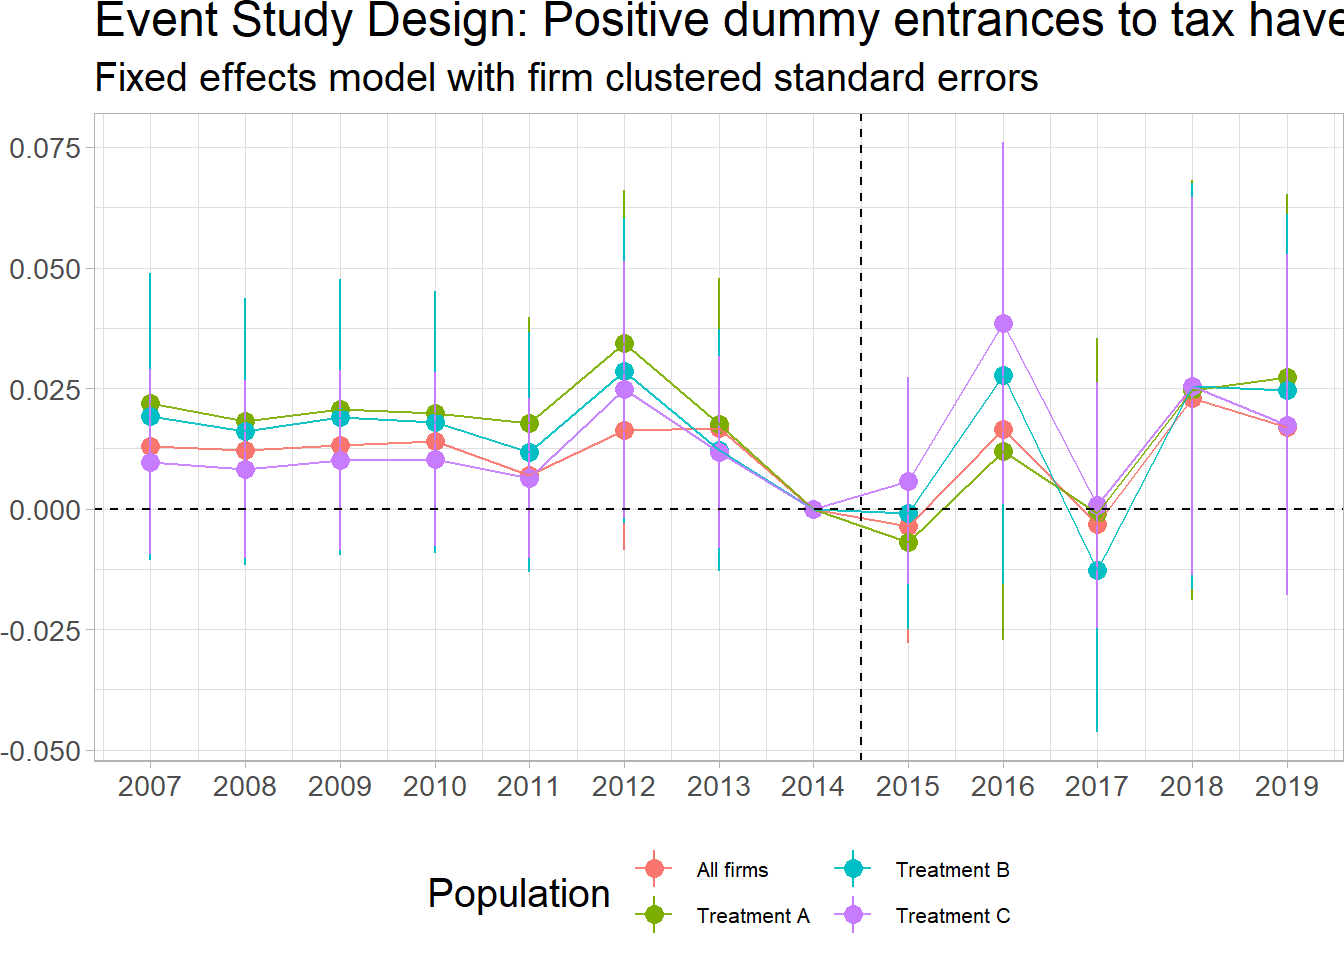 Event Study Design: Positive dummy entrances to tax have
Fixed effects model with firm clustered standard errors
0.075
0.050
0.025
0.000
-0.025
-0.050
2007 2008 2009 2010 2011 2012 2013 2014 2015 2016 2017 2018 2019
Population
All firms
Treatment A
Treatment B
Treatment C